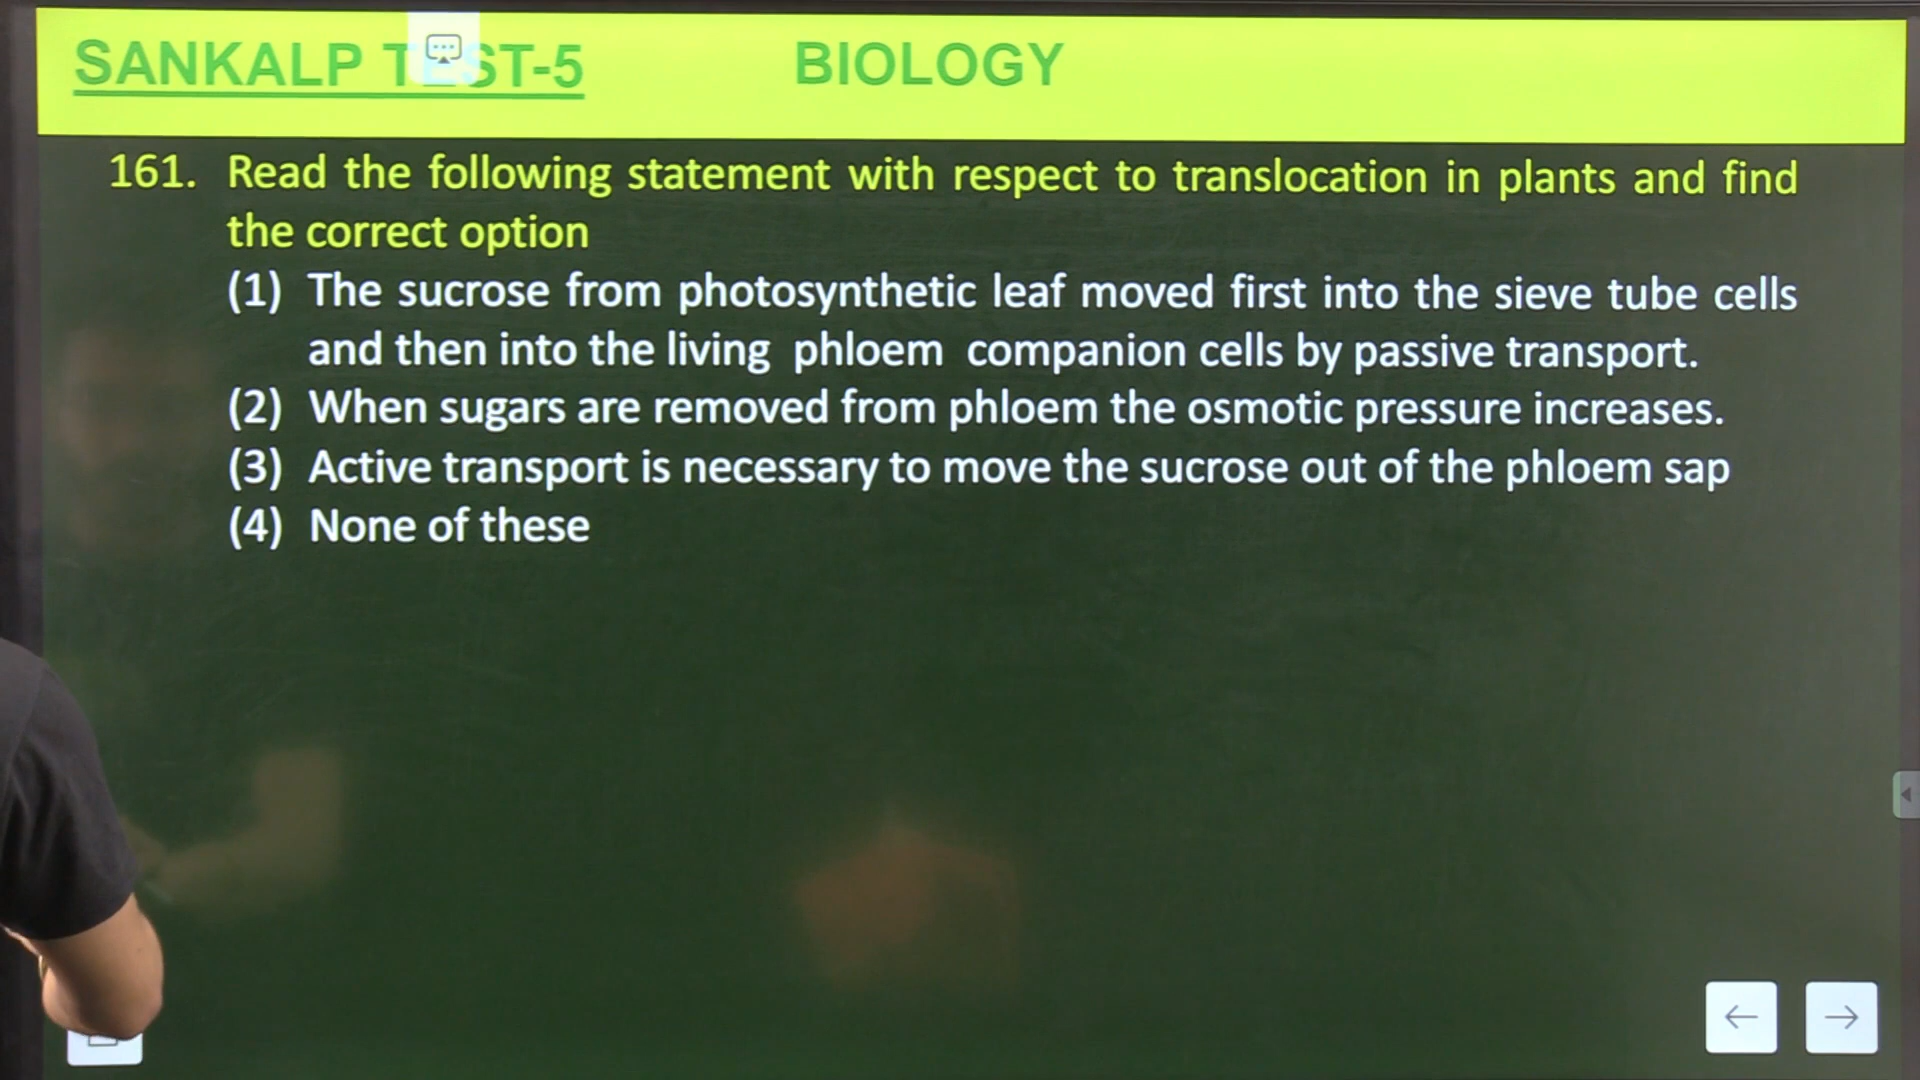 SANKALP TEST-5 BIOLOGY
161. Read the following statement with respect to translocation in plants and find
the correct option
(1) The sucrose from photosynthetic leaf moved first into the sieve tube cells
and then into the living phloem companion cells by passive transport.
(2) When sugars are removed from phloem the osmotic pressure increases.
(3) Active transport is necessary to move the sucrose out of the phloem sap
(4) None of these